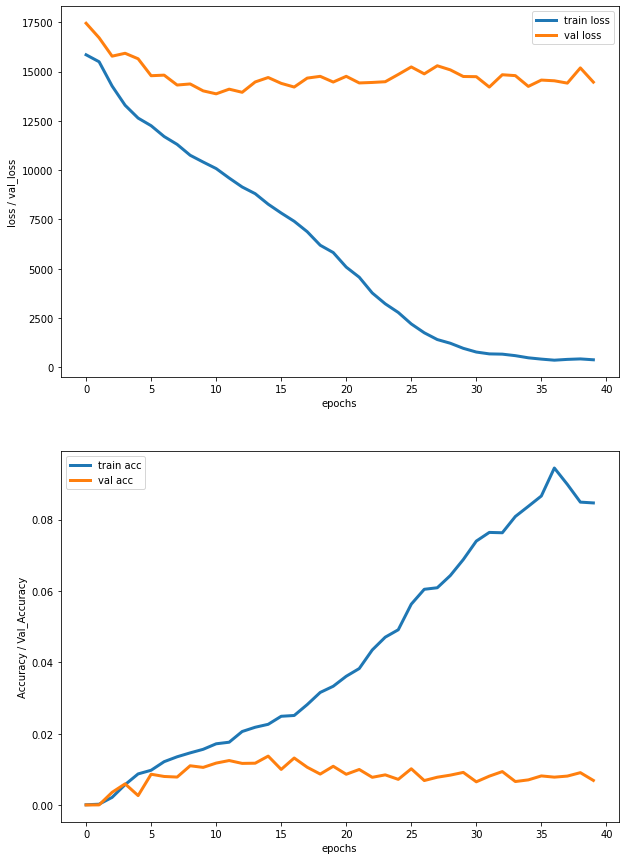 17500
15000
12500
10000
7500
5000
2500
0
loss / val_loss
train loss
val loss
0 5 10 15 20 25 30 35 40
epochs
train acc
val acc
0.08
0.06
0.04
0.02
0.00
Accuracy / Val_Accuracy
0 5 10 15 20 25 30 35 40
epochs